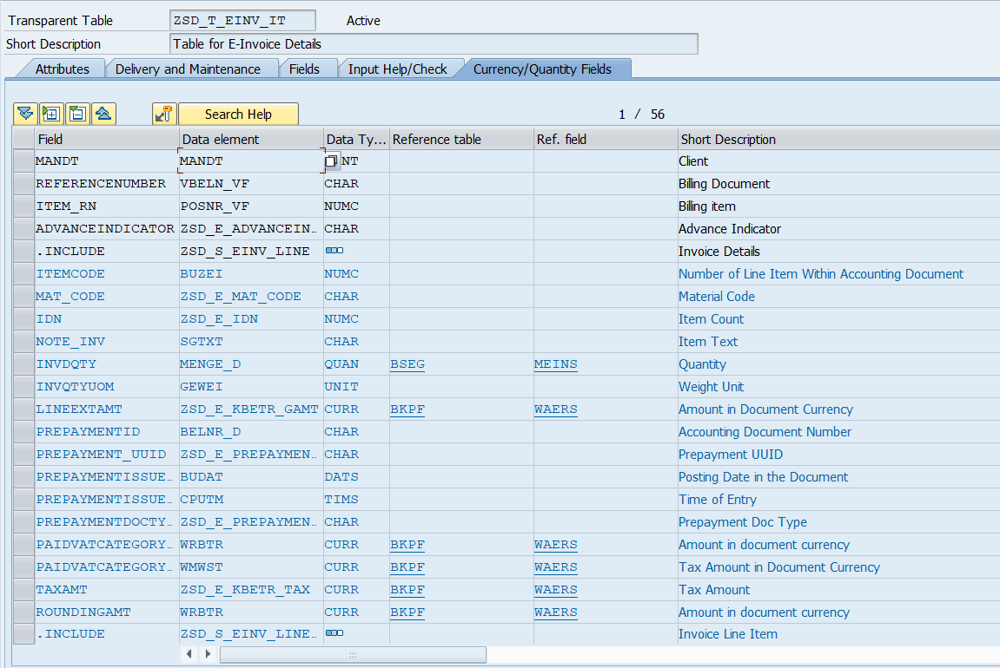 Transparent Table ZSD_T_EINV_IT Active
Short Description Table for E-Invoice Details
Attributes Delivery and Maintenance Fields Input Help/Check Currency/Quantity Fields
Search Help 1 / 56
Field Data element Data Ty... Reference table Ref. field Short Description
MANDT MANDT NT Client
REFERENCENUMBER VBELN_VF CHAR Billing Document
ITEM_RN POSNR_VF NUMC Billing item
ADVANCEINDICATOR ZSD_E_ADVANCEIN… CHAR Advance Indicator
.INCLUDE ZSD_S_EINV_LINE Invoice Details
ITEMCODE BUZEI NUMC Number of Line Item Within Accounting Document
MAT_CODE ZSD_E_MAT_CODE CHAR Material Code
IDN ZSD_E_IDN NUMC Item Count
NOTE_INV SGTXT CHAR Item Text
INVDQTY MENGE_D QUAN BSEG MEINS Quantity
INVQTYUOM GEWEI UNIT Weight Unit
LINEEXTAMT ZSD_E_KBETR_GAMT CURR BKPF WAERS Amount in Document Currency
PREPAYMENTID BELNR_D CHAR Accounting Document Number
PREPAYMENT_UUID ZSD_E_PREPAYMEN… CHAR Prepayment UUID
PREPAYMENTISSUE… BUDAT DATS Posting Date in the Document
PREPAYMENTISSUE… CPUTM TIMS Time of Entry
PREPAYMENTDOCTY… ZSD_E_PREPAYMEN… CHAR Prepayment Doc Type
PAIDVATCATEGORY… WRBTR CURR BKPF WAERS Amount in document currency
PAIDVATCATEGORY… WMWST CURR BKPF WAERS Tax Amount in Document Currency
TAXAMT ZSD_E_KBETR_TAX CURR BKPF WAERS Tax Amount
ROUNDINGAMT WRBTR CURR BKPF WAERS Amount in document currency
.INCLUDE ZSD_S_EINV_LINE… Invoice Line Item